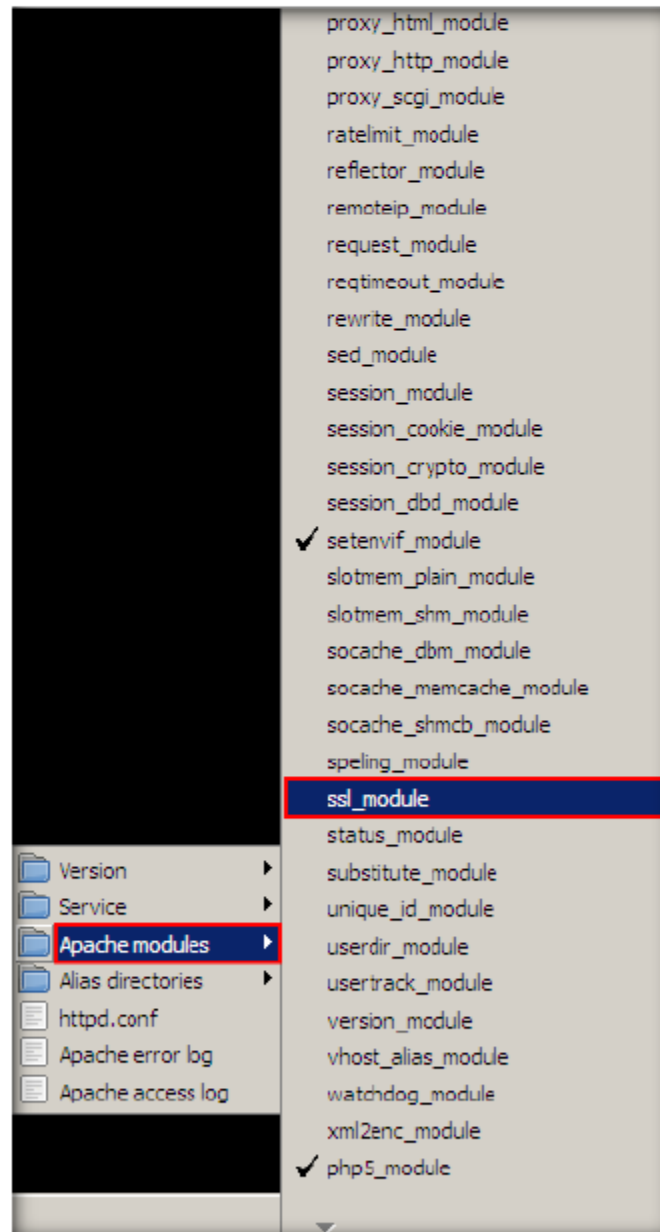 proxy_html_module
proxy_http_module
proxy_scgi_module
ratelimit_module
reflector_module
remoteip_module
request_module
reqtimeout_module
rewrite_module
sed_module
session_module
session_cookie_module
session_crypto_module
session_dbd_module
setenvif_module
slotmem_plain_module
slotmem_shm_module
socache_dbm_module
socache_memcache_module
socache_shmcb_module
speling_module
ssl_module
status_module
substitute_module
unique_id_module
userdir_module
usertrack_module
version_module
vhost_alias_module
watchdog_module
xml2enc_module
php5_module
Version
Service
Apache modules
Alias directories
httpd.conf
Apache error log
Apache access log